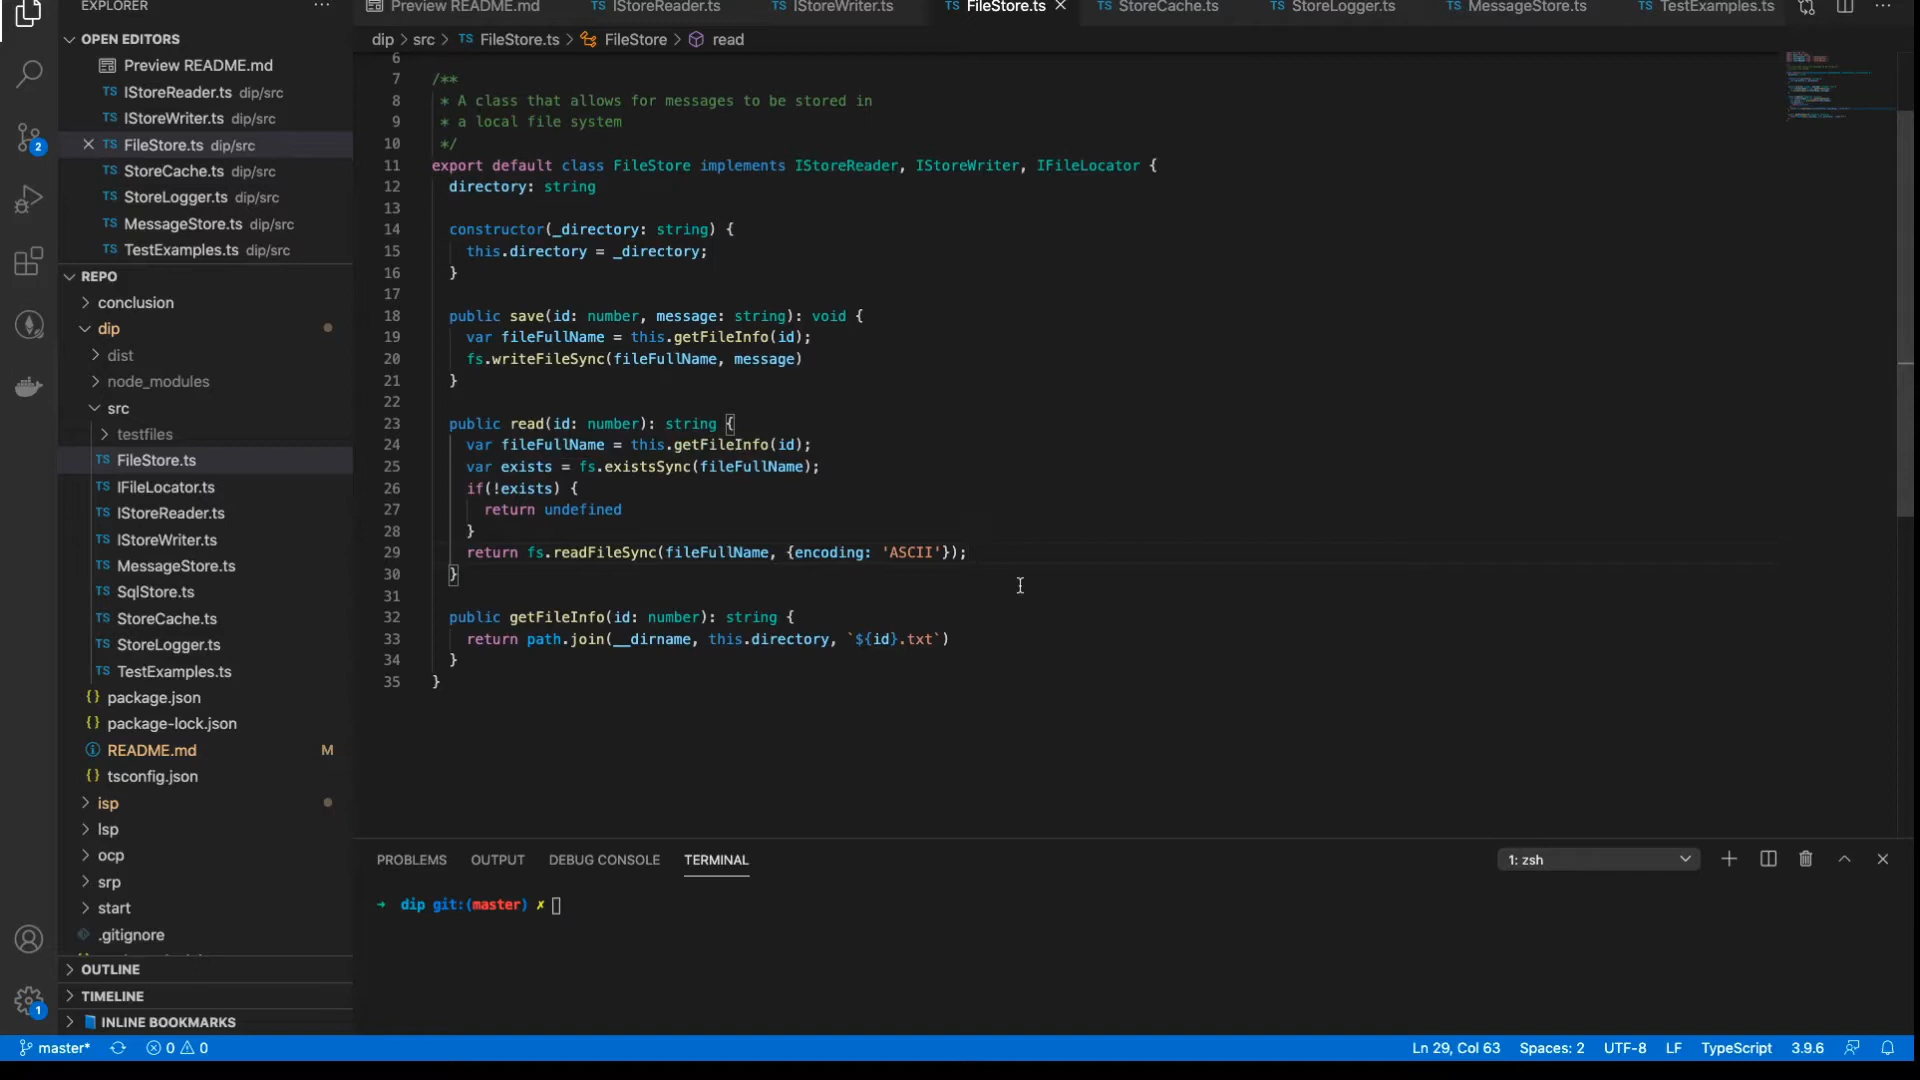 EXPLORER
Preview README.md
IStoreReader.ts
IStoreWriter.ts
FileStore.ts
StoreCache.ts
StoreLogger.ts
MessageStore.ts
TestExamples.ts
OPEN EDITORS
Preview README.md
IStoreReader.ts dip/src
IStoreWriter.ts dip/src
FileStore.ts dip/src
StoreCache.ts dip/src
StoreLogger.ts dip/src
MessageStore.ts dip/src
TestExamples.ts dip/src
REPO
conclusion
dip
dist
node_modules
src
testfiles
TS FileStore.ts
TS IFileLocator.ts
TS IStoreReader.ts
TS IStoreWriter.ts
TS MessageStore.ts
TS SqlStore.ts
TS StoreCache.ts
TS StoreLogger.ts
TS TestExamples.ts
{} package.json
{} package-lock.json
README.md M
{} tsconfig.json
isp
lsp
ocp
srp
start
.gitignore
OUTLINE
TIMELINE
INLINE BOOKMARKS
2
1
dip > src > TS FileStore.ts > FileStore > read
6
7 /**
8 * A class that allows for messages to be stored in
9 * a local file system
10 */
11 export default class FileStore implements IStoreReader, IStoreWriter, IFileLocator {
12 directory: string
13
14 constructor(_directory: string) {
15 this.directory = _directory;
16 }
17
18 public save(id: number, message: string): void {
19 var fileFullName = this.getFileInfo(id);
20 fs.writeFileSync(fileFullName, message)
21 }
22
23 public read(id: number): string {
24 var fileFullName = this.getFileInfo(id);
25 var exists = fs.existsSync(fileFullName);
26 if(!exists) {
27 return undefined
28 }
29 return fs.readFileSync(fileFullName, {encoding: 'ASCII'});
30 }
31
32 public getFileInfo(id: number): string {
33 return path.join(__dirname, this.directory, `${id}.txt`)
34 }
35 }
PROBLEMS OUTPUT DEBUG CONSOLE TERMINAL 1: zsh
→ dip git:(master) ✗
master* 0 0 Ln 29, Col 63 Spaces: 2 UTF-8 LF TypeScript 3.9.6